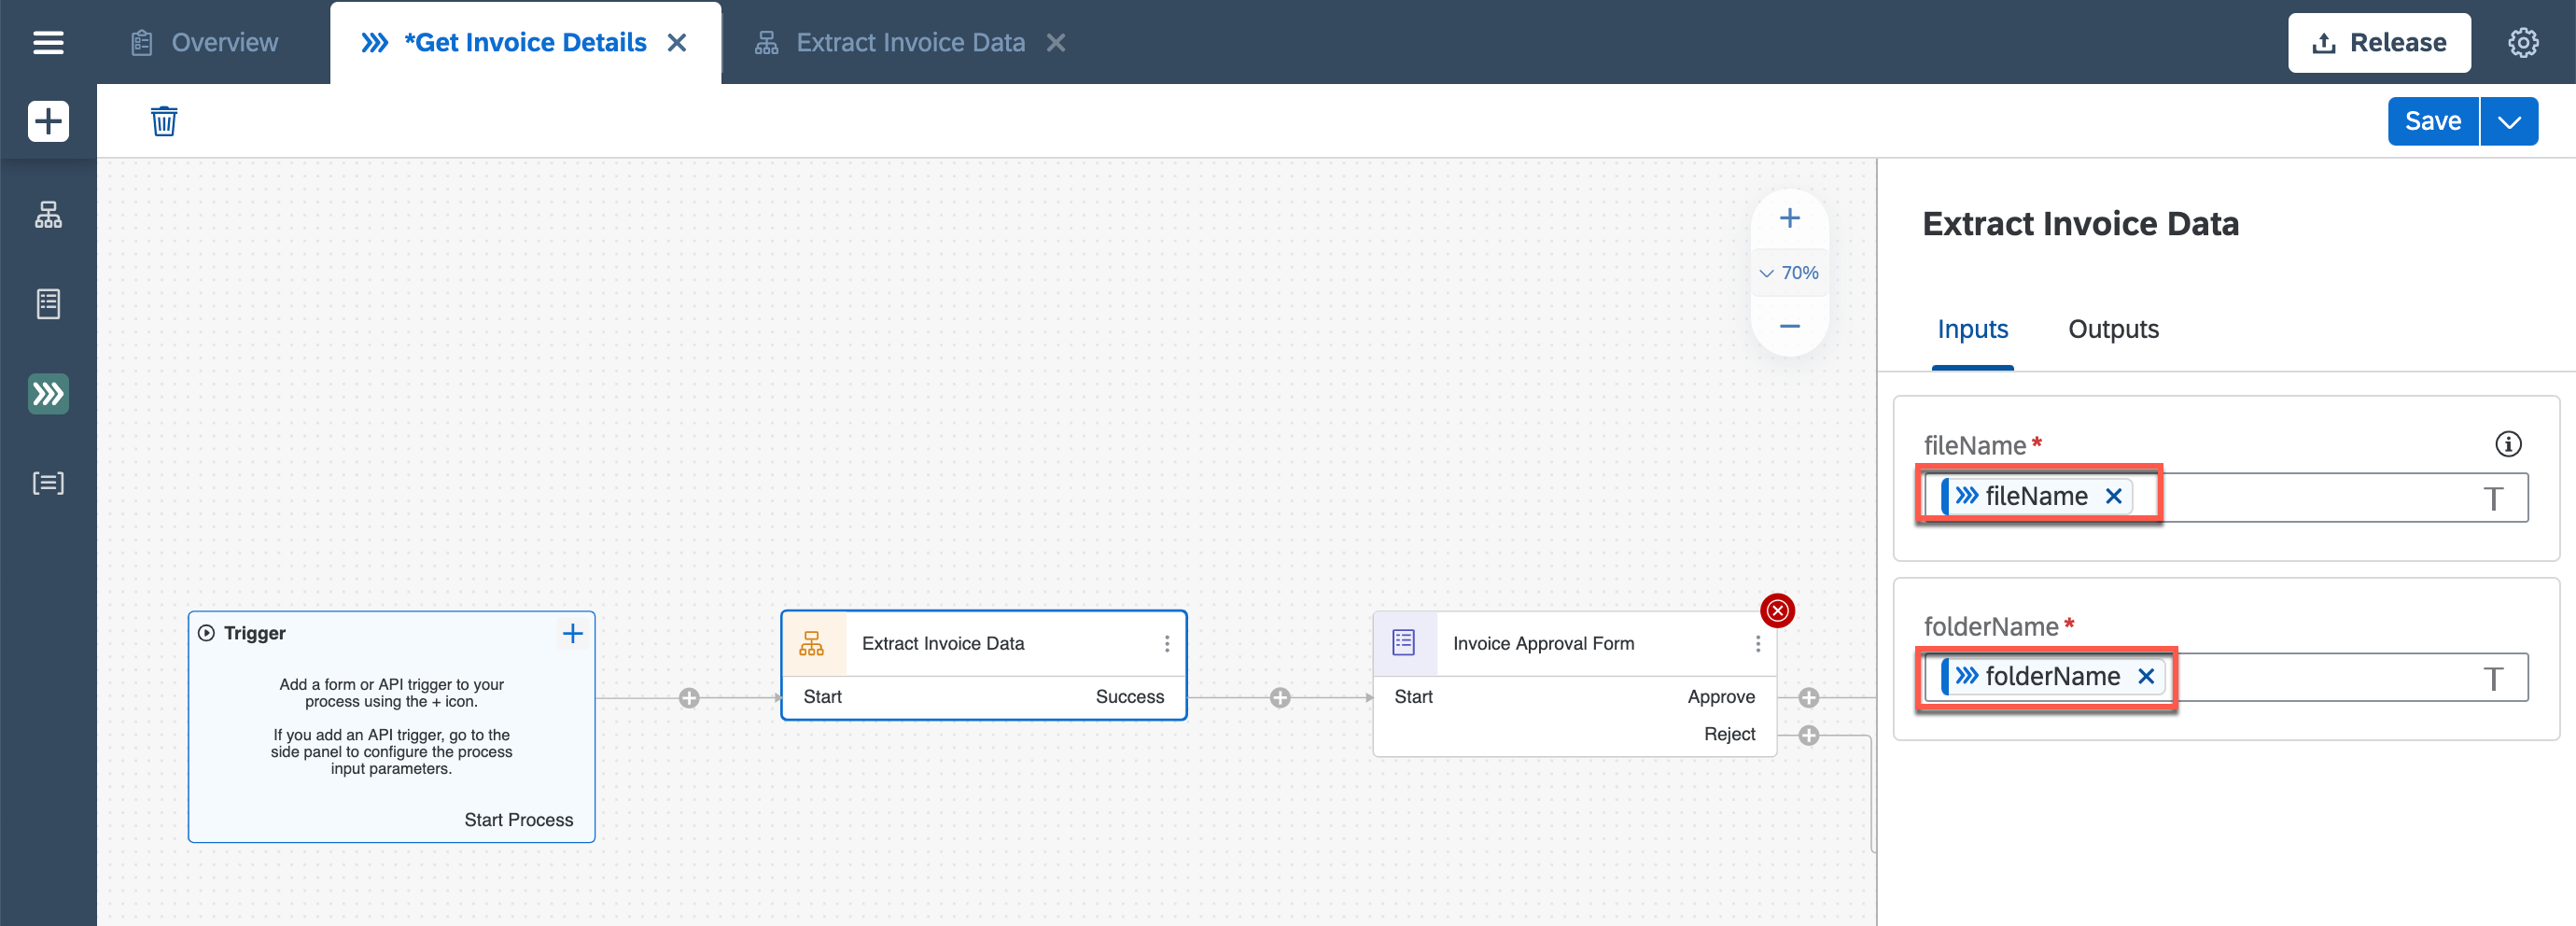 Overview
*Get Invoice Details
Extract Invoice Data
Release
Save
70%
Trigger
Add a form or API trigger to your
process using the + icon.
If you add an API trigger, go to the
side panel to configure the process
input parameters.
Start Process
Extract Invoice Data
Start
Success
Invoice Approval Form
Start
Approve
Reject
Extract Invoice Data
Inputs
Outputs
fileName*
fileName
T
folderName*
folderName
T